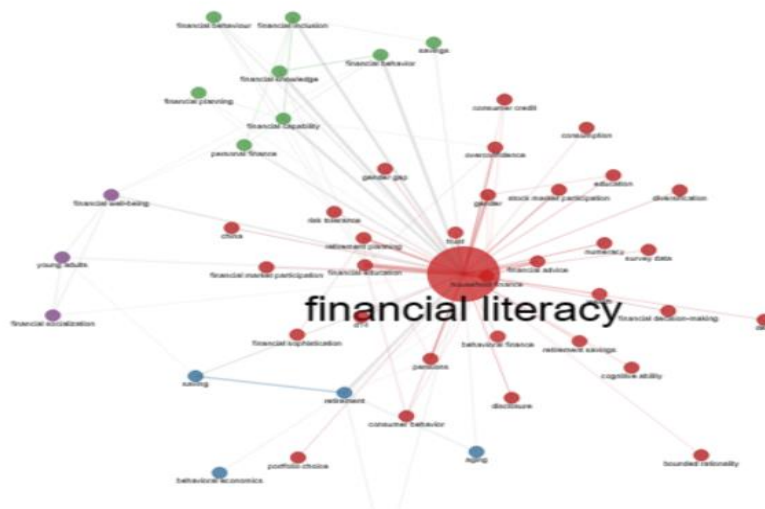 financial behaviour
financial inclusion
savings
financial knowledge
financial behavior
financial planning
consumer credit
financial capability
consumption
personal finance
overconfidence
gender gap
education
financial well-being
gender
stock market participation
diversification
risk tolerance
china
trust
retirement planning
numeracy
survey data
young adults
financial market participation
financial education
financial advice
household finance
financial literacy
financial socialization
financial decision-making
financial sophistication
behavioral finance
retirement savings
pensions
cognitive ability
saving
retirement
disclosure
consumer behavior
aging
portfolio choice
bounded rationality
behavioral economics